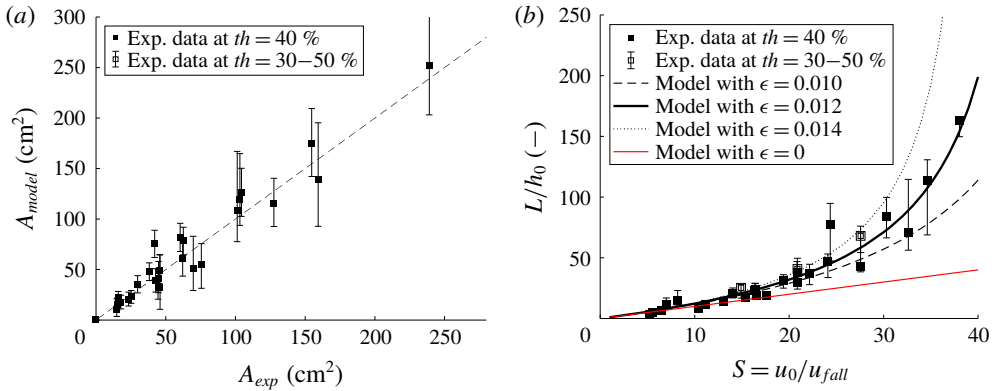 (a)
300
250
200
150
100
50
0
50
100
150
200
250
A_model (cm²)
A_exp (cm²)
Exp. data at th = 40 %
Exp. data at th = 30–50 %
(b)
250
200
150
100
50
0
10
20
30
40
L/h₀ (—)
S = u₀/u_fall
Exp. data at th = 40 %
Exp. data at th = 30–50 %
Model with ϵ = 0.010
Model with ϵ = 0.012
Model with ϵ = 0.014
Model with ϵ = 0